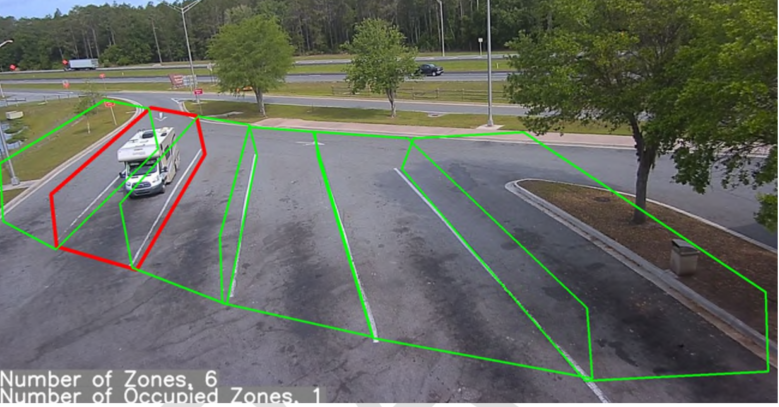 Number of Zones, 6
Number of Occupied Zones, 1